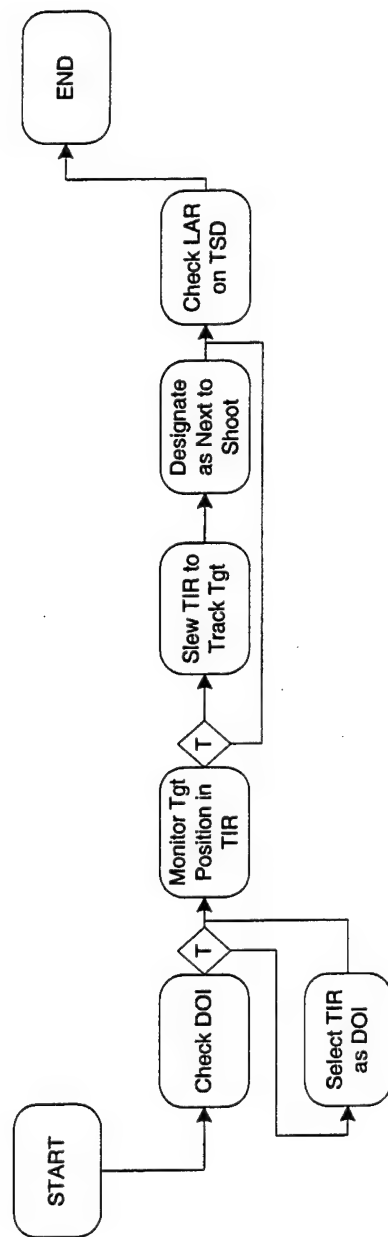 START
Check DOI
T
Select TIR
as DOI
Monitor Tgt
Position in
TIR
T
Slew TIR to
Track Tgt
Designate
as Next to
Shoot
Check LAR
on TSD
END